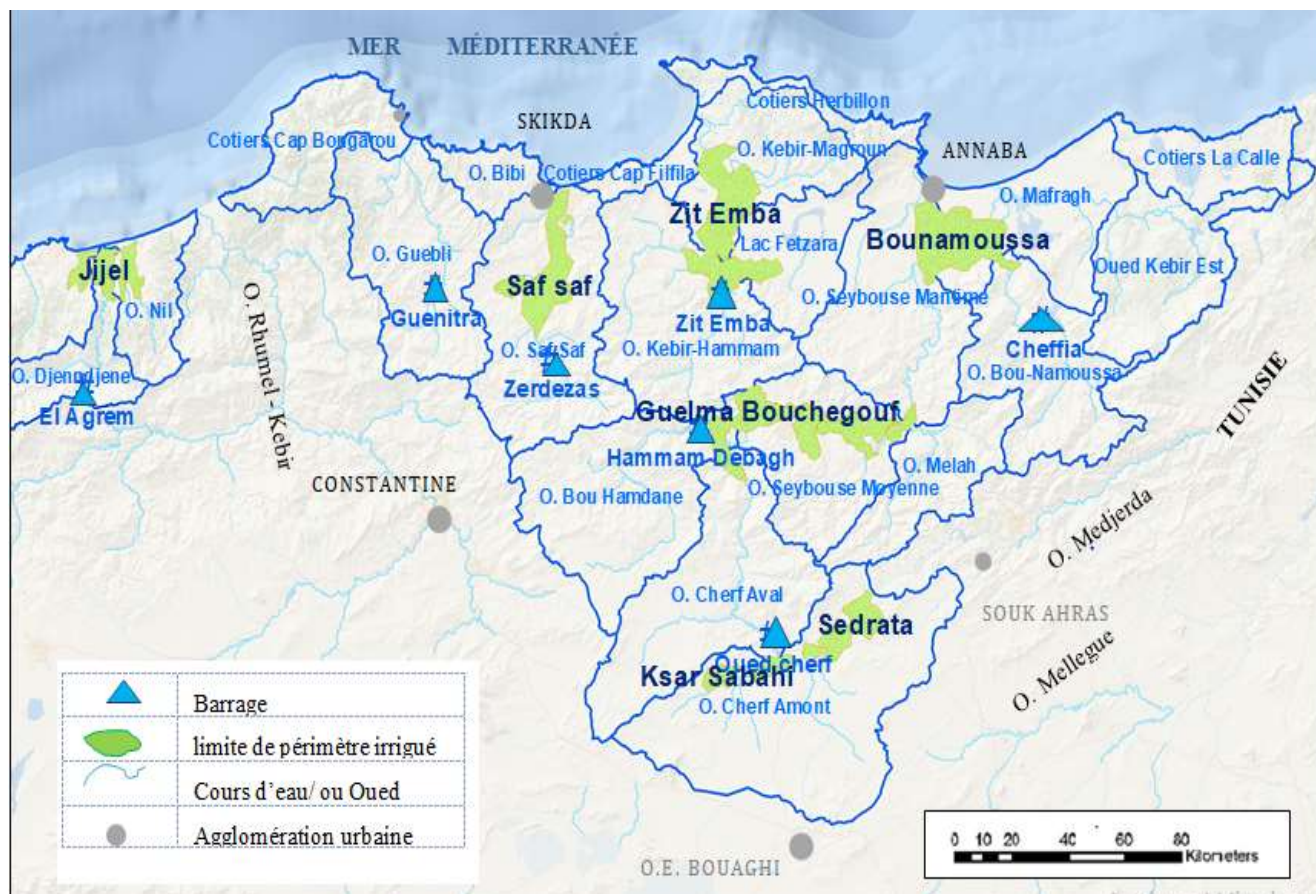 MER MÉDITERRANÉE
Cotiers Herbillon
SKIKDA
Cotiers Cap Bongarou
O. Kebir-Magroun
ANNABA
Cotiers La Calle
O. Bibi
Cotiers Cap Filfila
O. Mafragh
Zit Emba
Lac Fetzara
Bounamoussa
O. Guebli
Jijel
Oued Kebir Est
Saf saf
O. Nil
O. Seybouse Maritime
Guenitra
Zit Emba
O. Rhumel - Kebir
O. Saf Saf
O. Kebir-Hammam
Cheffia
O. Djenndjene
Zerdezas
O. Bou-Namoussa
El Agrem
Guelma Bouchegouf
TUNISIE
Hammam Debagh
O. Melah
CONSTANTINE
O. Bou Hamdane
O. Seybouse Moyenne
O. Medjerda
O. Cherf Aval
SOUK AHRAS
Sedrata
Oued cherf
Ksar Sabahi
O. Mellegue
O. Cherf Amont
Barrage
limite de périmètre irrigué
Cours d'eau/ ou Oued
Agglomération urbaine
O.E. BOUAGHI
0 10 20 40 60 80
Kilometers